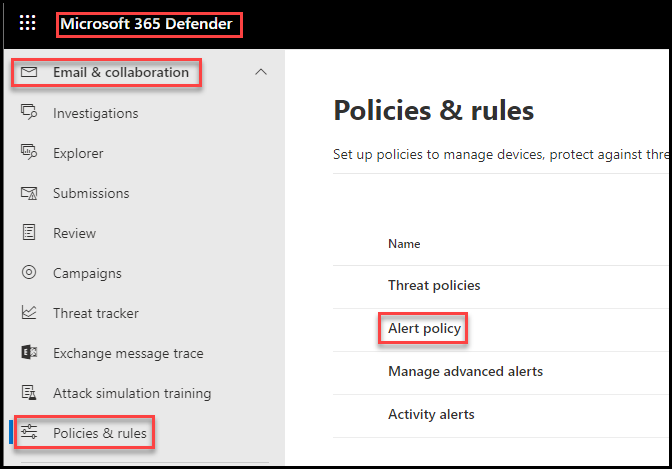 Microsoft 365 Defender
Email & collaboration
Investigations
Explorer
Submissions
Review
Campaigns
Threat tracker
Exchange message trace
Attack simulation training
Policies & rules
Policies & rules
Set up policies to manage devices, protect against
Name
Threat policies
Alert policy
Manage advanced alerts
Activity alerts